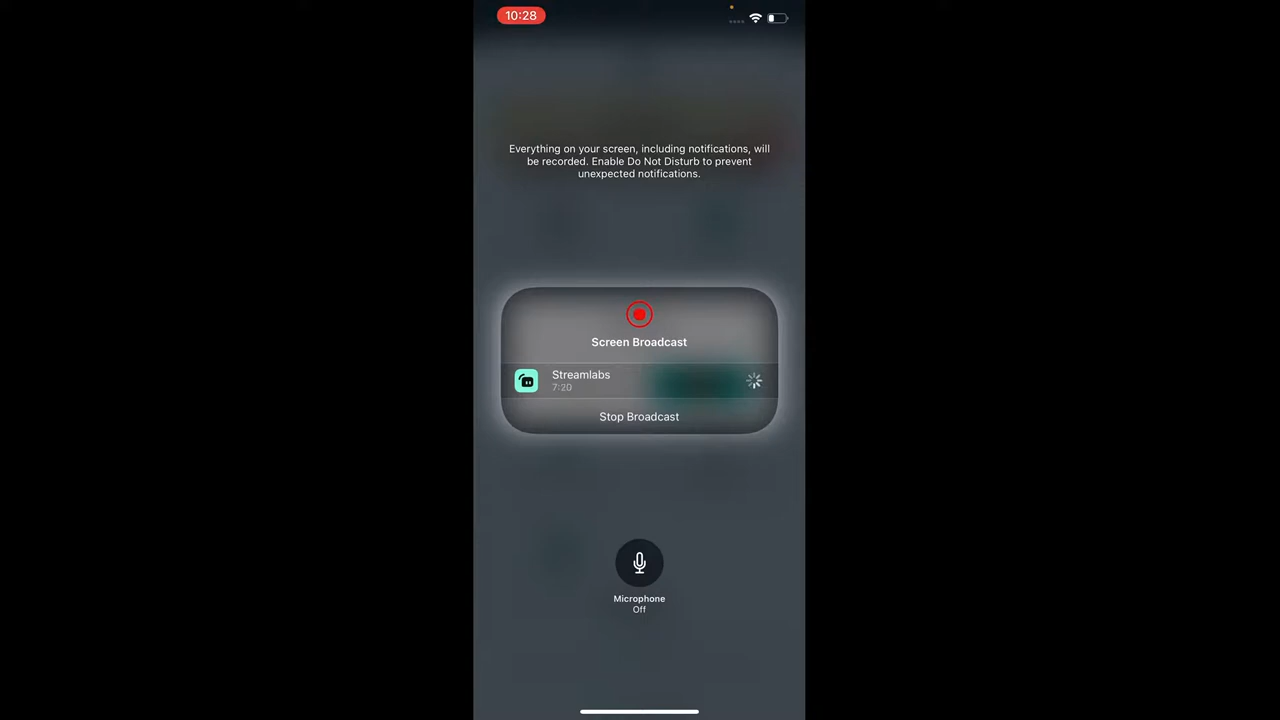 10:28
Everything on your screen, including notifications, will
be recorded. Enable Do Not Disturb to prevent
unexpected notifications.
Screen Broadcast
Streamlabs
7:20
Stop Broadcast
Microphone
Off